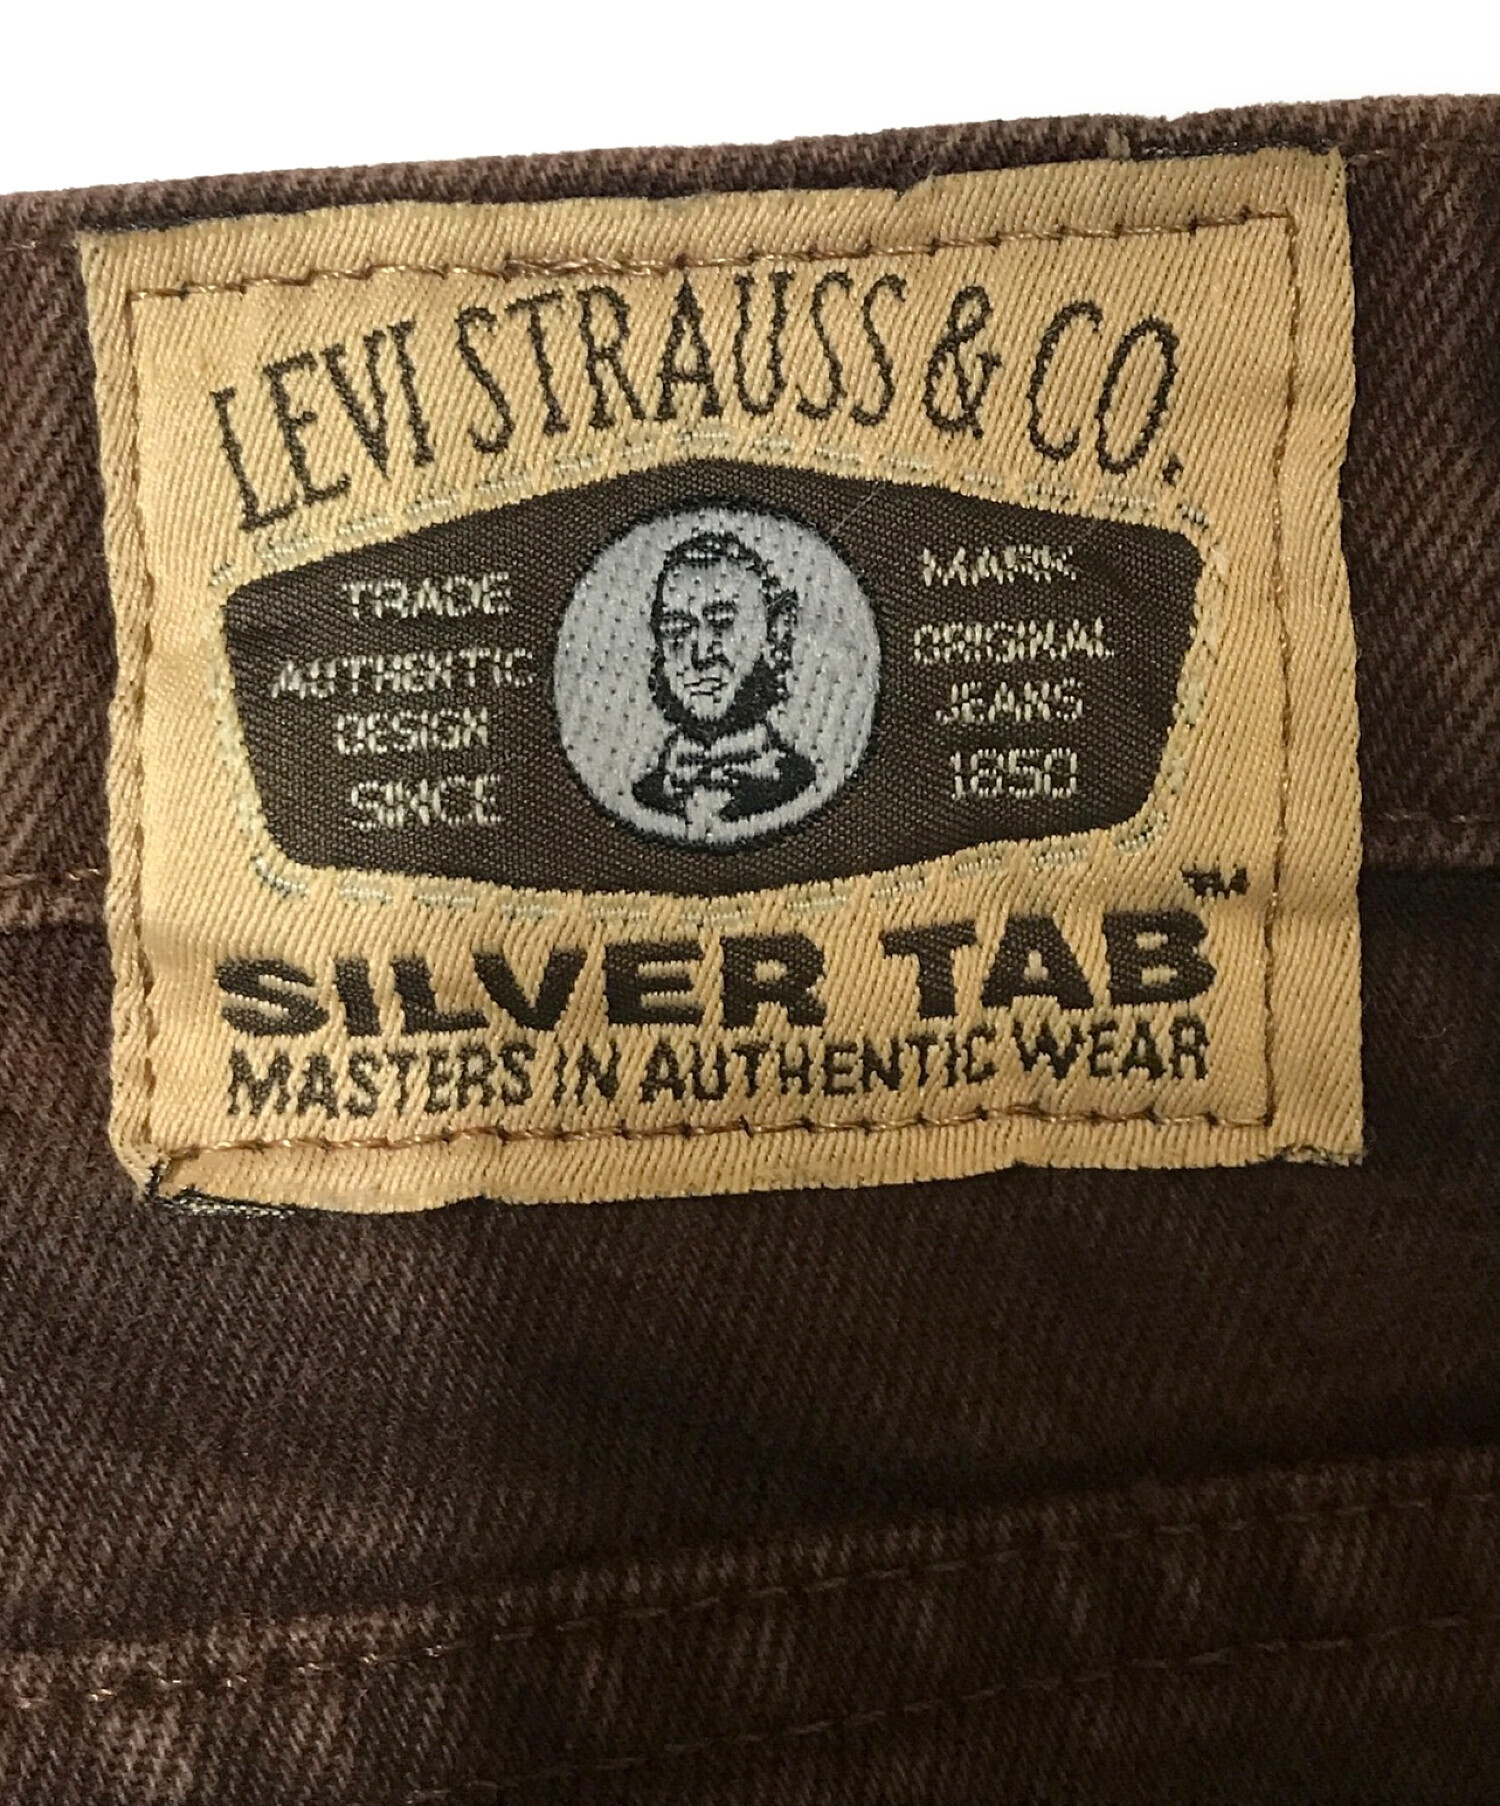 LEVI STRAUSS & CO.
TRADE MARK
AUTHENTIC ORIGINAL
DESIGN JEANS
SINCE 1850
SILVER TAB™
MASTERS IN AUTHENTIC WEAR